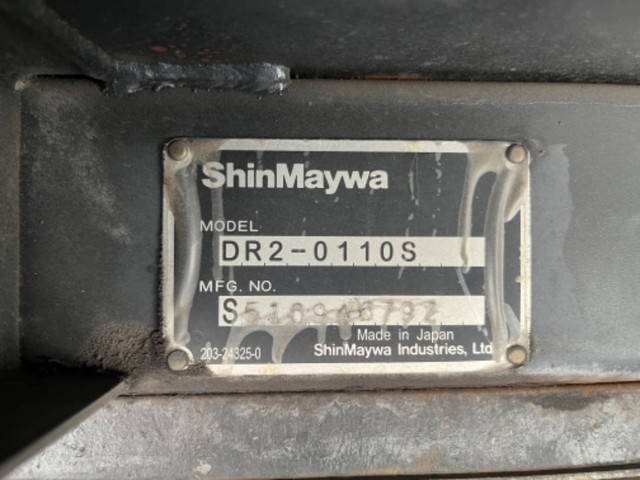 ShinMaywa
MODEL
DR2-0110S
MFG. NO.
Made in Japan
203-24325-0
ShinMaywa Industries, Ltd